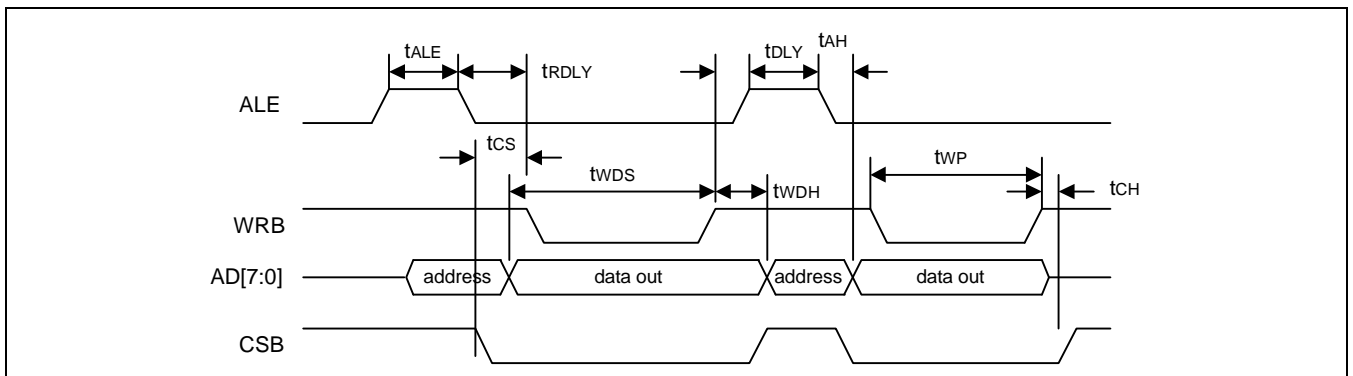 tALE
tRDLY
tDLY
tAH
ALE
tCS
tWDS
tWDH
tWP
tCH
WRB
AD[7:0]
address
data out
address
data out
CSB